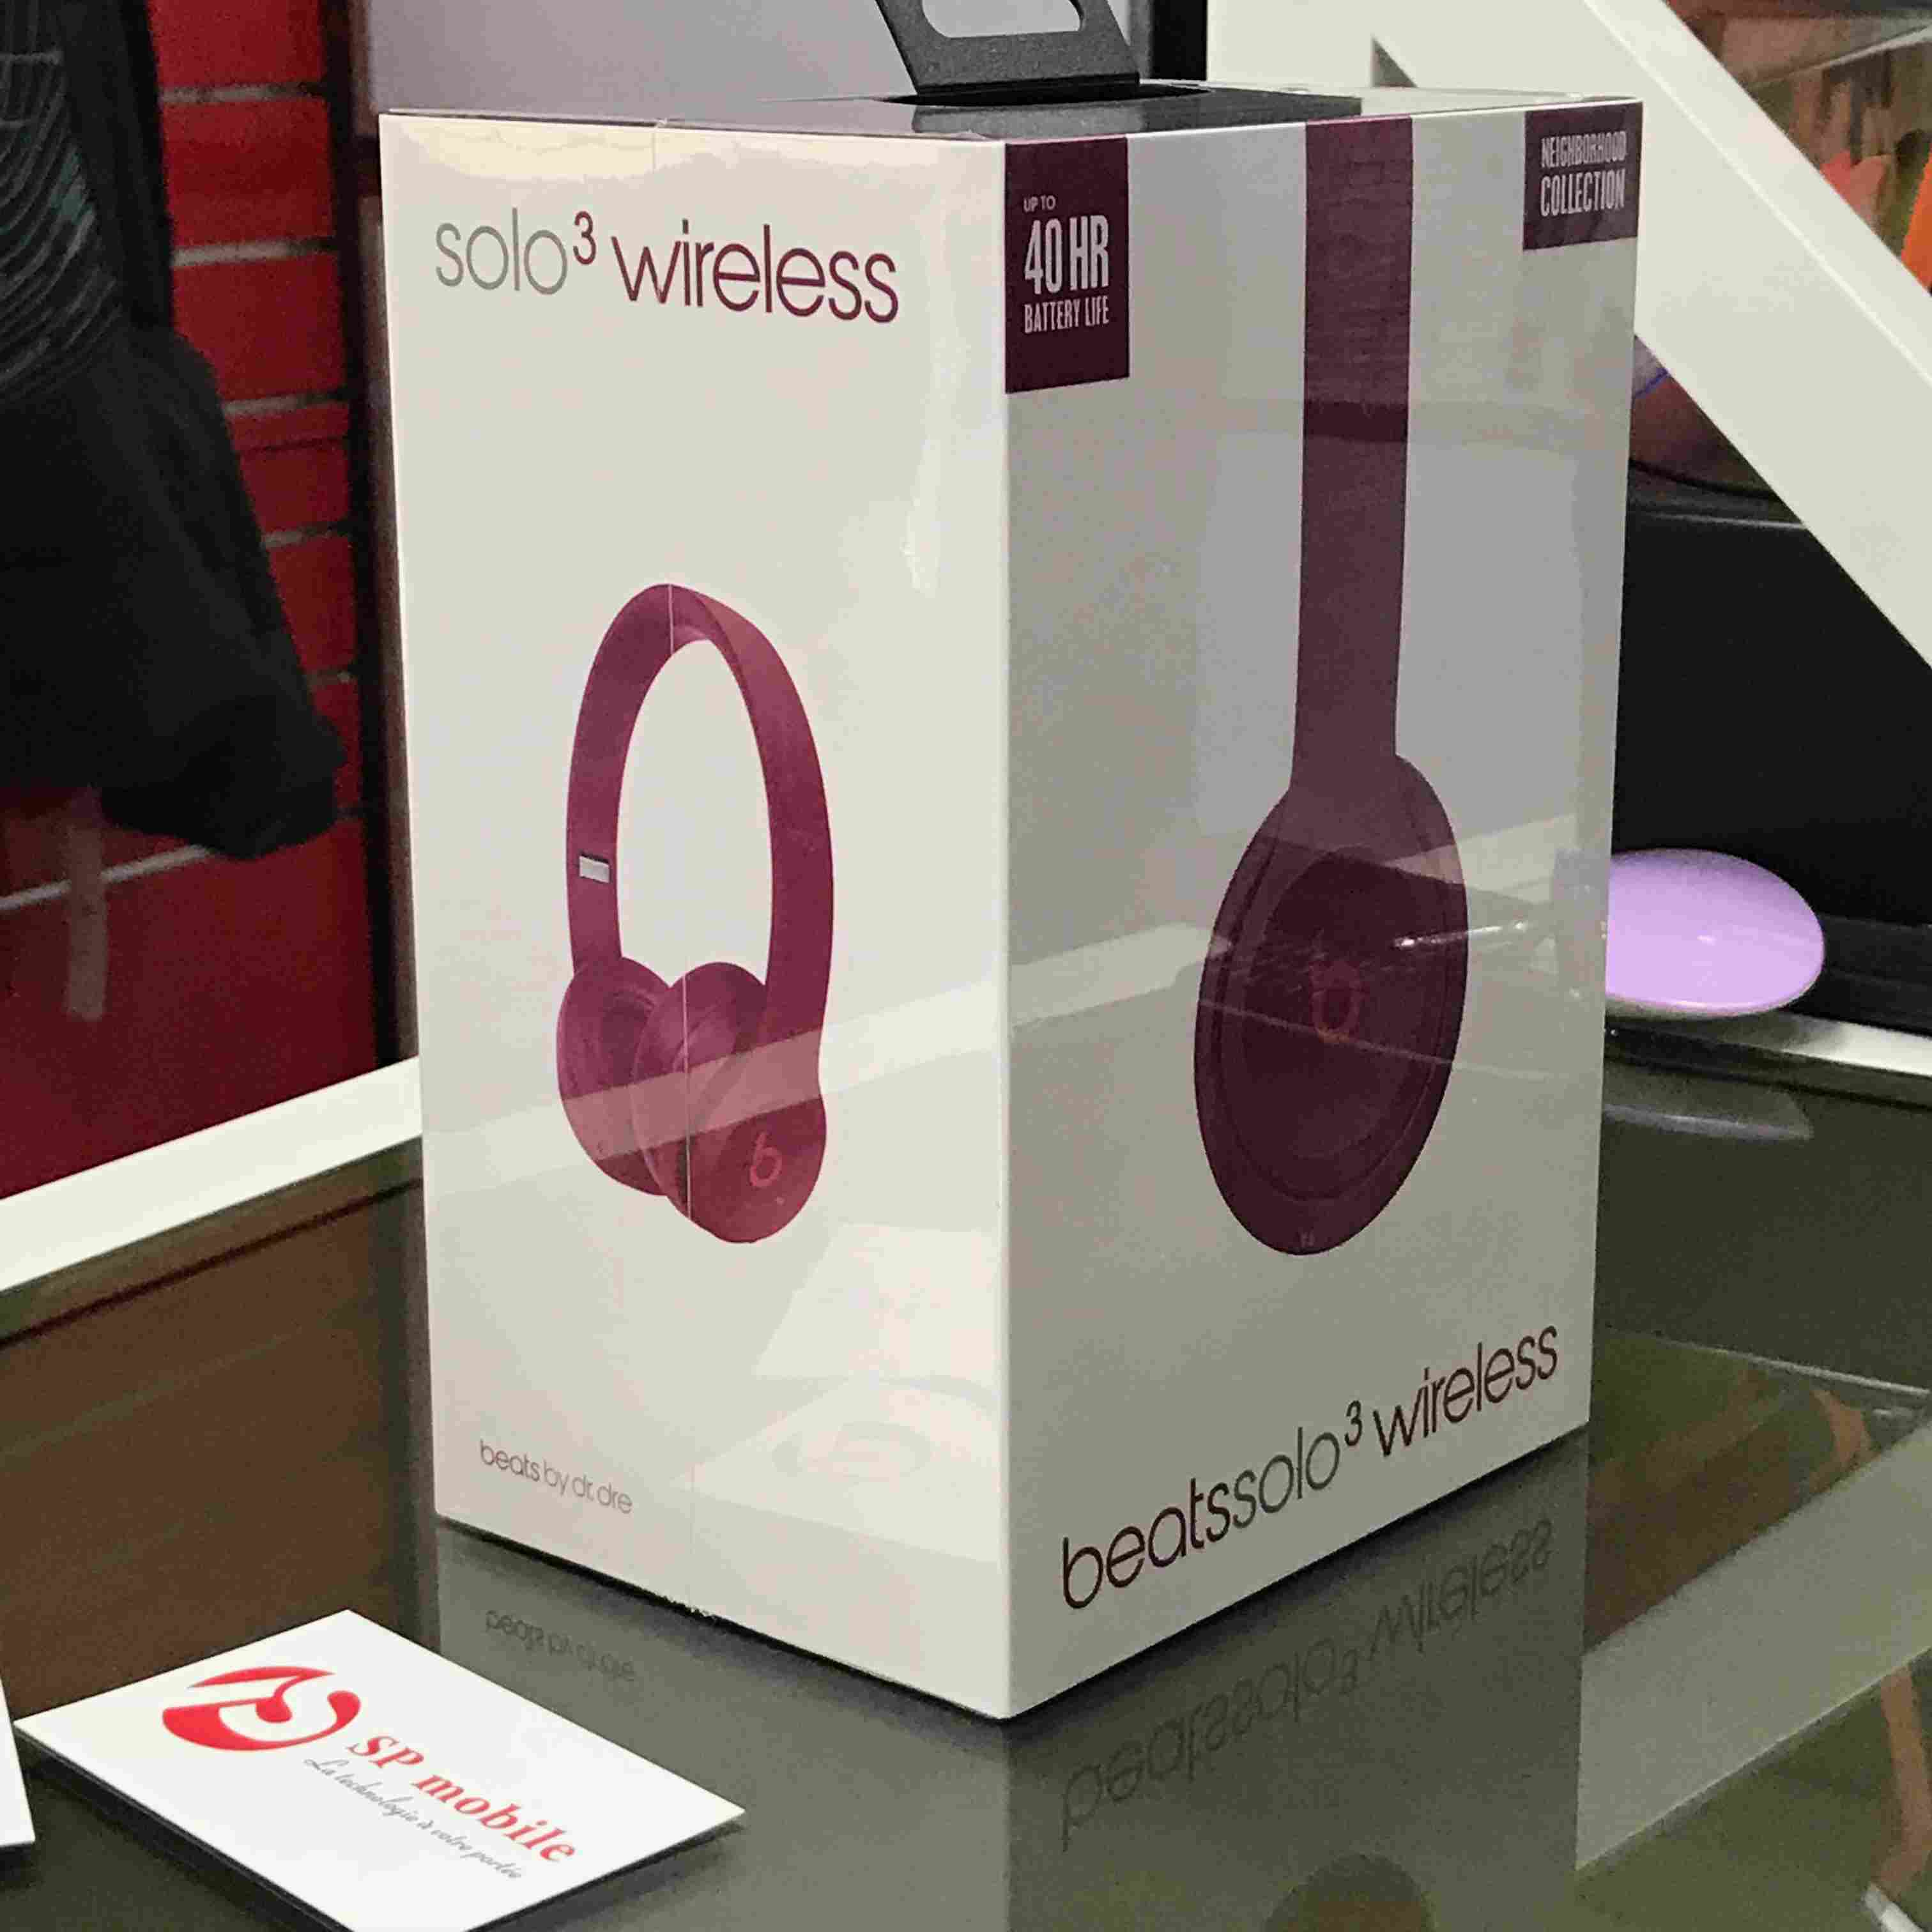 solo³ wireless
UP TO
40 HR
BATTERY LIFE
NEIGHBORHOOD
COLLECTION
b
b
beats by dr. dre
beatssolo³ wireless
SP mobile
La technologie à votre portée